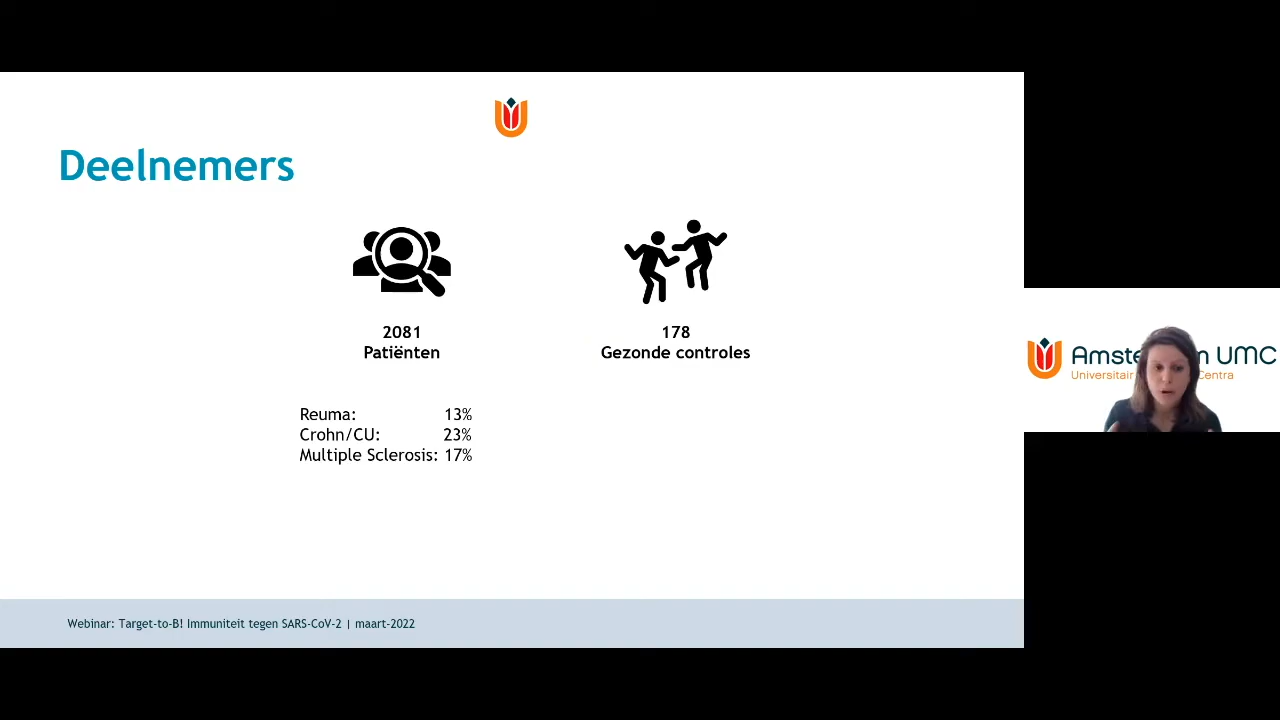 Deelnemers
2081
Patiënten
178
Gezonde controles
Reuma: 13%
Crohn/CU: 23%
Multiple Sclerosis: 17%
Webinar: Target-to-B! Immuniteit tegen SARS-CoV-2 | maart-2022
UMC
Universitair
Centra